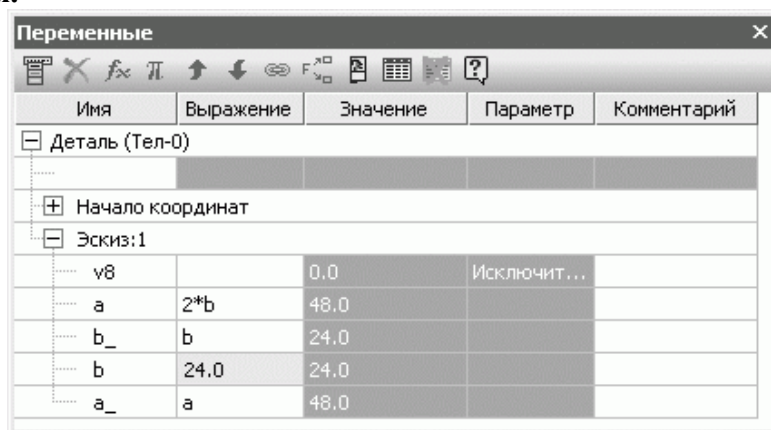 Переменные
Имя Выражение Значение Параметр Комментарий
Деталь (Тел-0)
Начало координат
Эскиз:1
v8 0.0 Исключит...
a 2*b 48.0
b_ b 24.0
b 24.0 24.0
a_ a 48.0